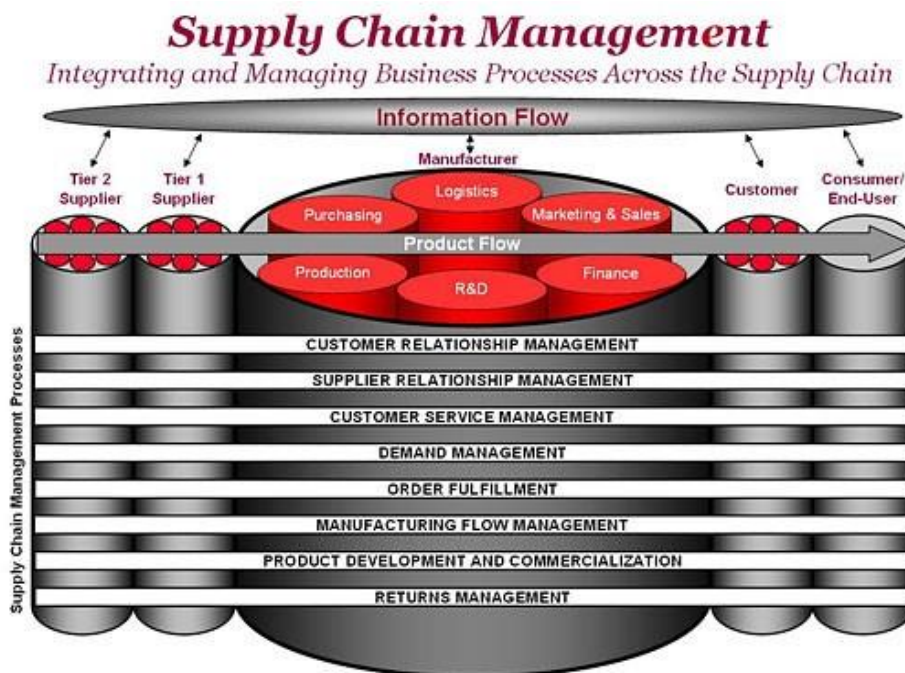 Supply Chain Management
Integrating and Managing Business Processes Across the Supply Chain
Information Flow
Tier 2
Supplier
Tier 1
Supplier
Manufacturer
Customer
Consumer/
End-User
Logistics
Purchasing
Marketing & Sales
Product Flow
Production
R&D
Finance
Supply Chain Management Processes
CUSTOMER RELATIONSHIP MANAGEMENT
SUPPLIER RELATIONSHIP MANAGEMENT
CUSTOMER SERVICE MANAGEMENT
DEMAND MANAGEMENT
ORDER FULFILLMENT
MANUFACTURING FLOW MANAGEMENT
PRODUCT DEVELOPMENT AND COMMERCIALIZATION
RETURNS MANAGEMENT